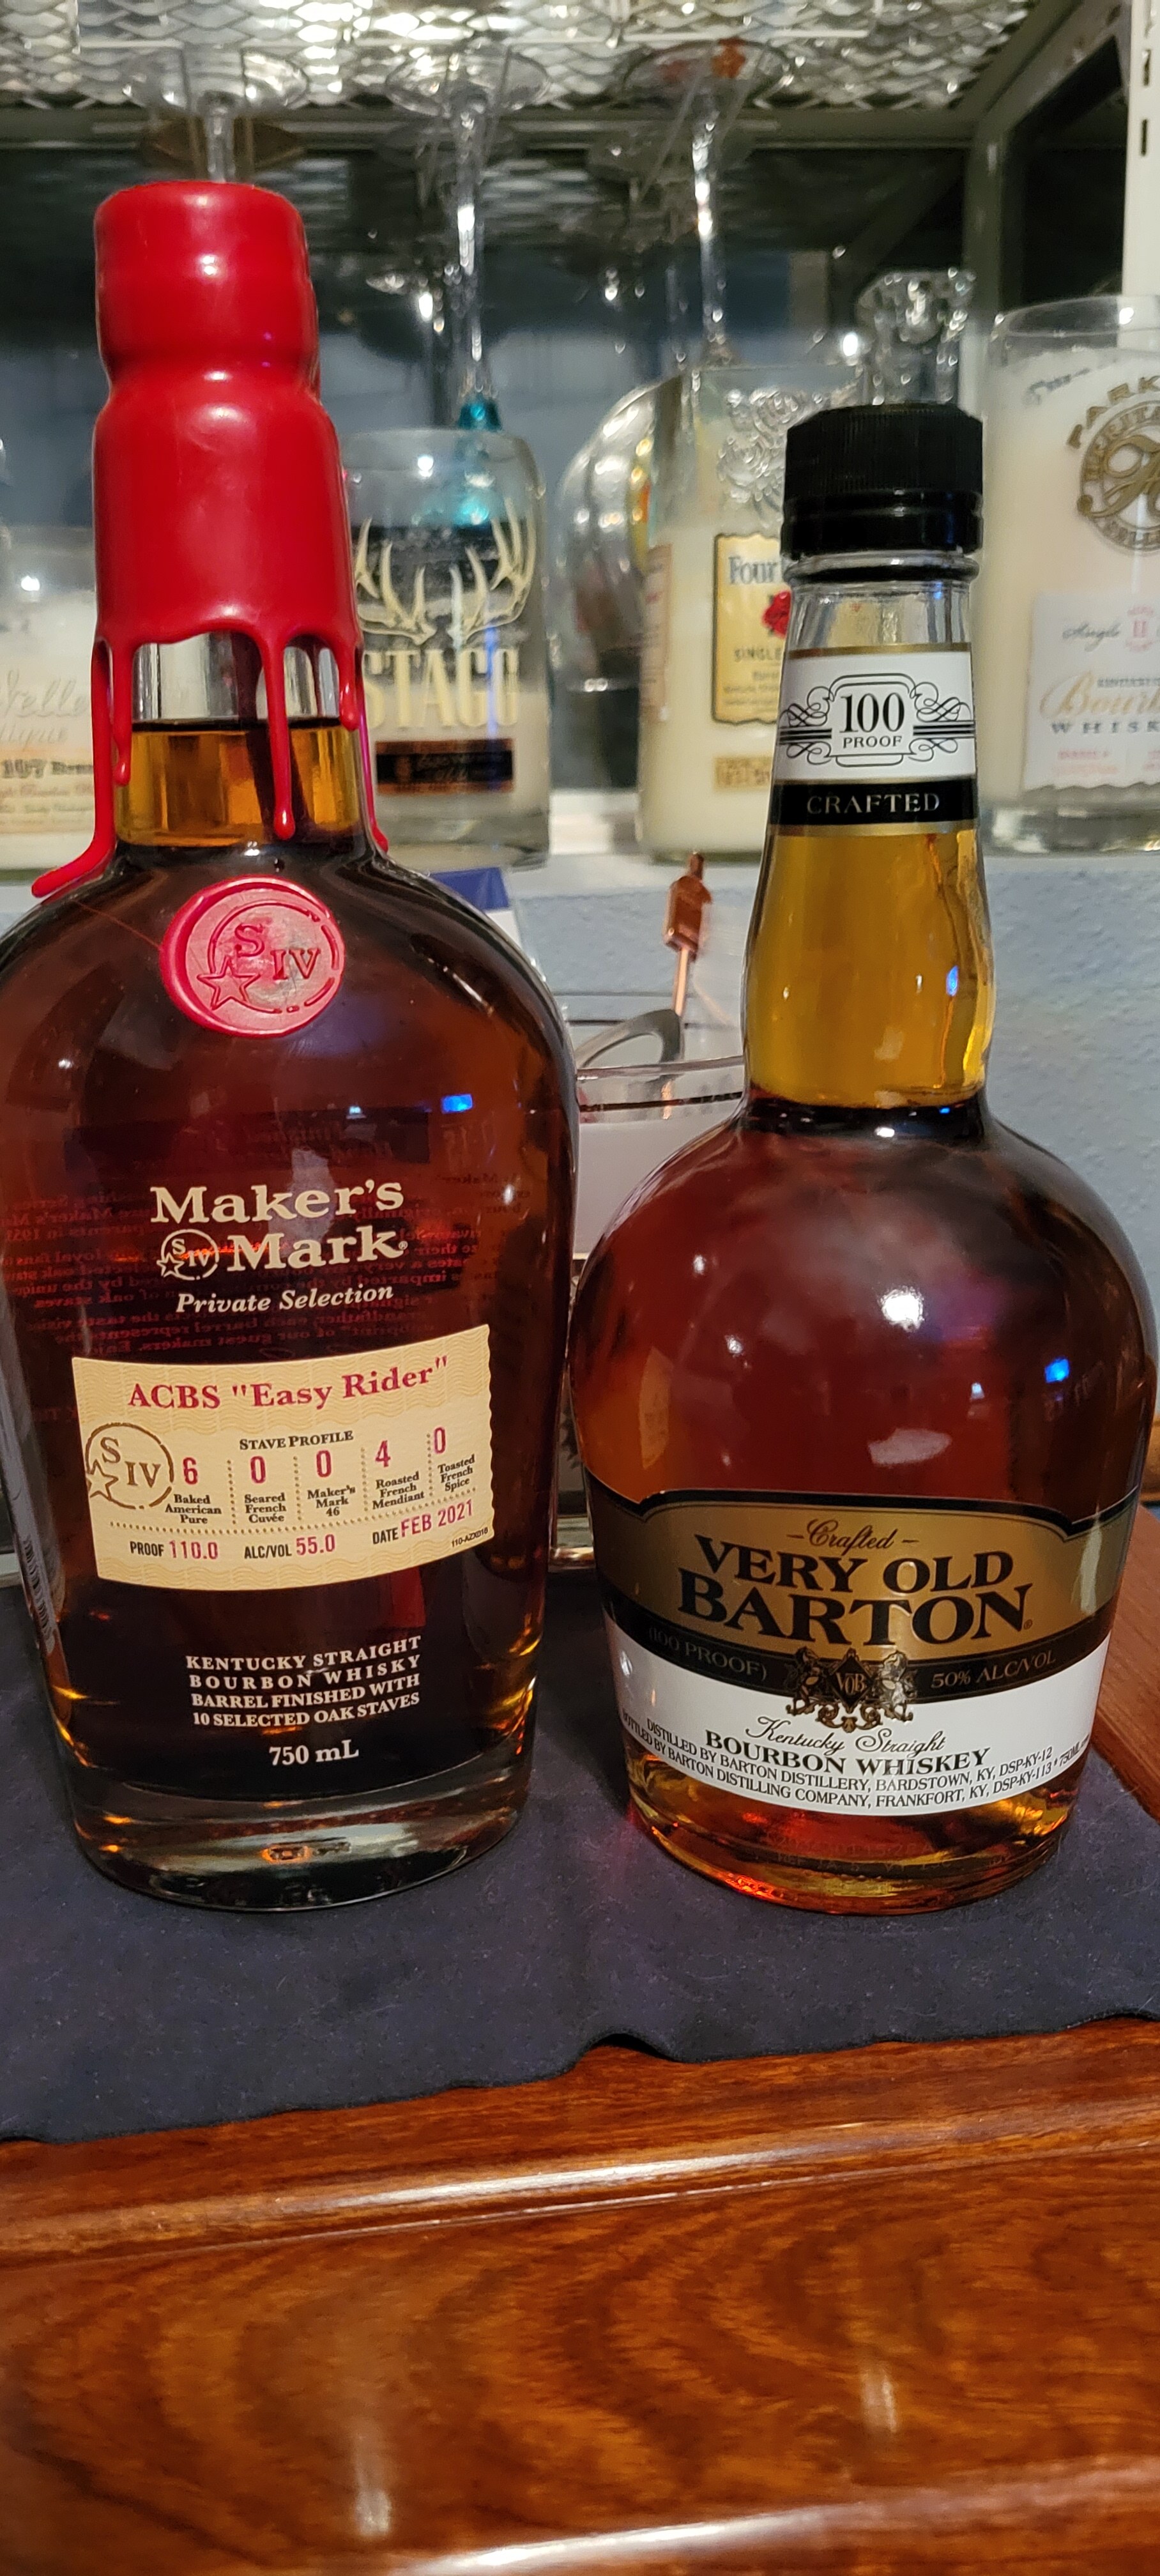 S IV
Maker's
S IV Mark®
Private Selection
ACBS "Easy Rider"
S IV
STAVE PROFILE
6 0 0 4 0
Baked American Pure
Seared French Cuvée
Maker's Mark 46
Roasted French Mendiant
Toasted French Spice
PROOF 110.0 ALC/VOL 55.0 DATE FEB 2021
KENTUCKY STRAIGHT
BOURBON WHISKY
BARREL FINISHED WITH
10 SELECTED OAK STAVES
750 mL
100
PROOF
CRAFTED
-Crafted-
VERY OLD
BARTON®
(100 PROOF) VOB 50% ALC/VOL
Kentucky Straight
BOURBON WHISKEY
DISTILLED BY BARTON DISTILLERY, BARDSTOWN, KY, DSP-KY-12
BOTTLED BY BARTON DISTILLING COMPANY, FRANKFORT, KY, DSP-KY-113 • 750ML
STAGG
Four
SINGLE
PARK
Single 11
Bourb
WHISK
107